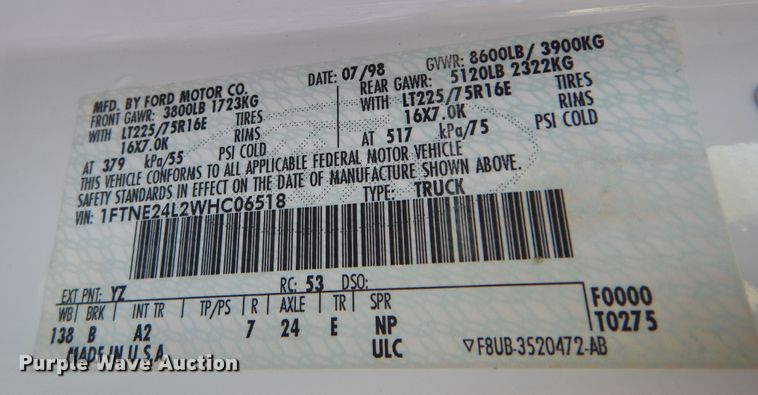 MFD. BY FORD MOTOR CO. DATE: 07/98 GVWR: 8600LB/ 3900KG
FRONT GAWR: 3800LB 1723KG REAR GAWR: 5120LB 2322KG
WITH LT225/75R16E TIRES WITH LT225/75R16E TIRES
16X7.0K RIMS 16X7.0K RIMS
AT 379 kPa/55 PSI COLD AT 517 kPa/75 PSI COLD
THIS VEHICLE CONFORMS TO ALL APPLICABLE FEDERAL MOTOR VEHICLE
SAFETY STANDARDS IN EFFECT ON THE DATE OF MANUFACTURE SHOWN ABOVE.
VIN: 1FTNE24L2WHC06518 TYPE: TRUCK
EXT PNT: YZ RC: 53 DSO:
WB BRK INT TR TP/PS R AXLE TR SPR F0000
138 B A2 7 24 E NP T0275
MADE IN U.S.A. ULC ▽F8UB-3520472-AB
Purple Wave Auction